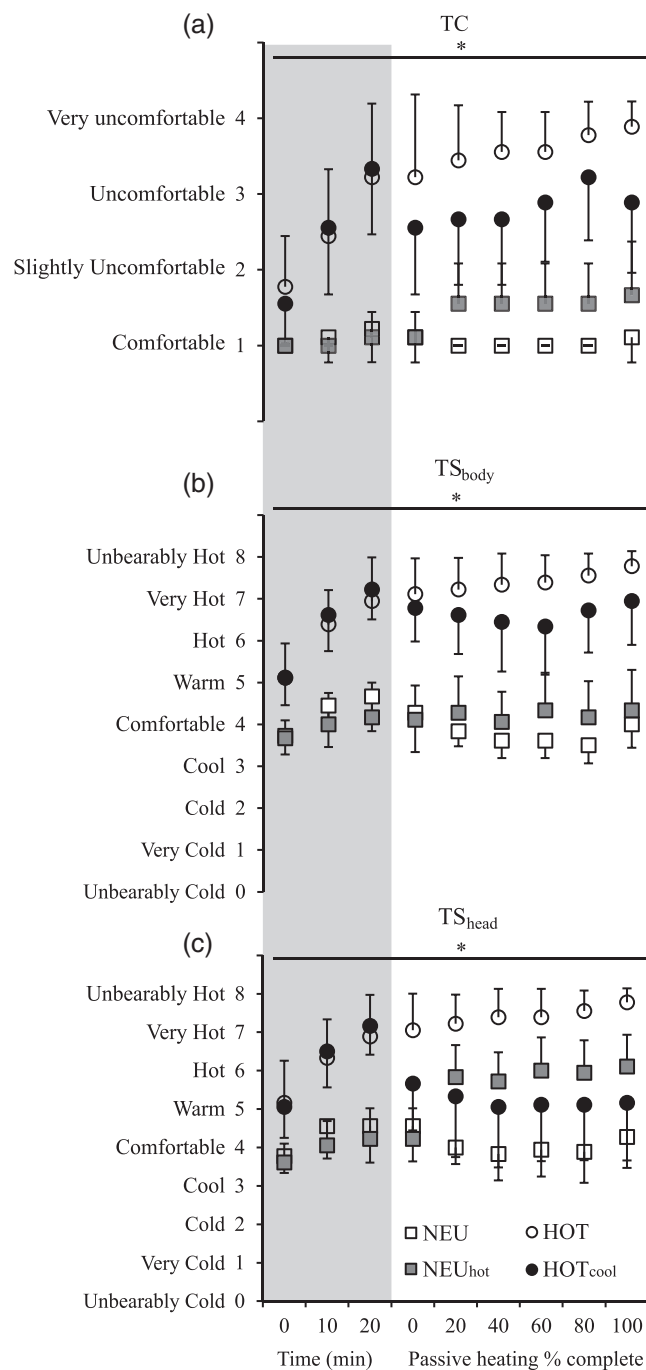 (a)
TC
*
Very uncomfortable 4
Uncomfortable 3
Slightly Uncomfortable 2
Comfortable 1
(b)
TSbody
*
Unbearably Hot 8
Very Hot 7
Hot 6
Warm 5
Comfortable 4
Cool 3
Cold 2
Very Cold 1
Unbearably Cold 0
(c)
TShead
*
Unbearably Hot 8
Very Hot 7
Hot 6
Warm 5
Comfortable 4
Cool 3
Cold 2
Very Cold 1
Unbearably Cold 0
NEU HOT
NEUhot HOTcool
0 10 20 0 20 40 60 80 100
Time (min) Passive heating % complete